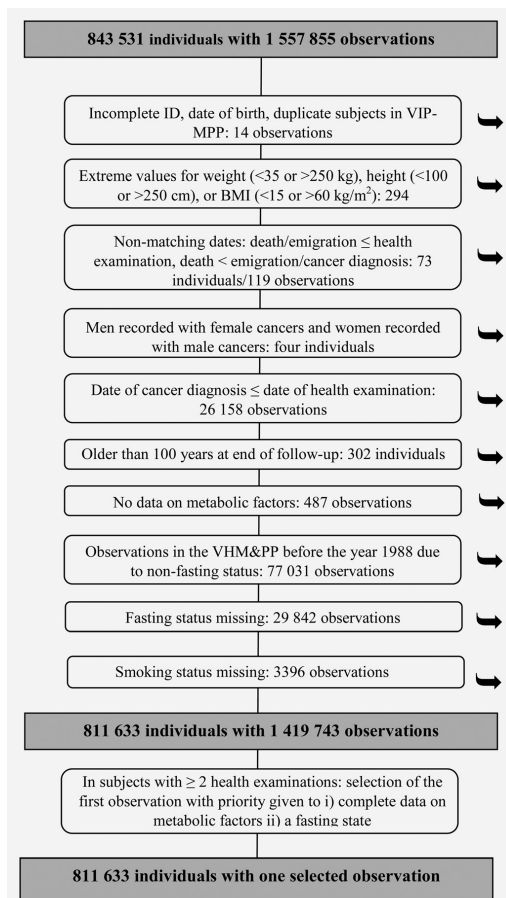 843 531 individuals with 1 557 855 observations
Incomplete ID, date of birth, duplicate subjects in VIP-
MPP: 14 observations
Extreme values for weight (<35 or >250 kg), height (<100
or >250 cm), or BMI (<15 or >60 kg/m²): 294
Non-matching dates: death/emigration ≤ health
examination, death < emigration/cancer diagnosis: 73
individuals/119 observations
Men recorded with female cancers and women recorded
with male cancers: four individuals
Date of cancer diagnosis ≤ date of health examination:
26 158 observations
Older than 100 years at end of follow-up: 302 individuals
No data on metabolic factors: 487 observations
Observations in the VHM&PP before the year 1988 due
to non-fasting status: 77 031 observations
Fasting status missing: 29 842 observations
Smoking status missing: 3396 observations
811 633 individuals with 1 419 743 observations
In subjects with ≥ 2 health examinations: selection of the
first observation with priority given to i) complete data on
metabolic factors ii) a fasting state
811 633 individuals with one selected observation